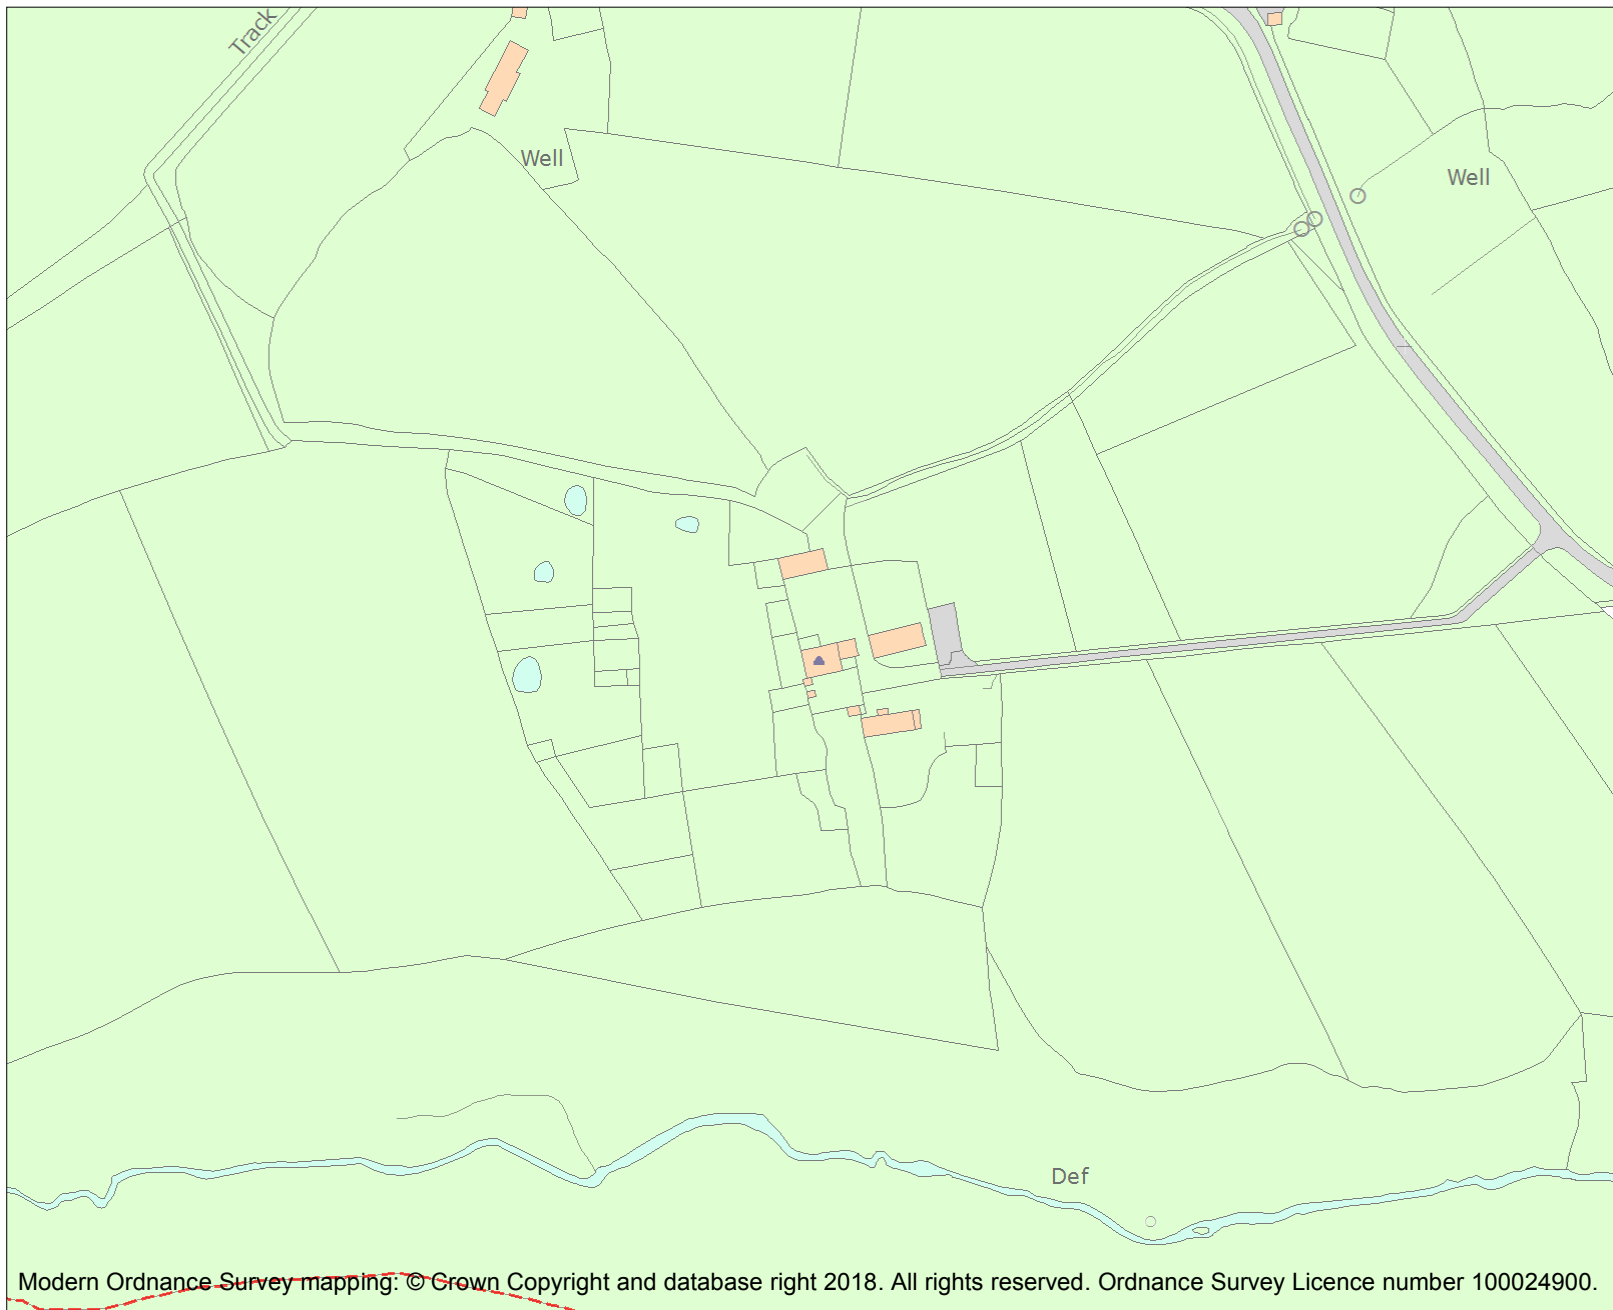 Track
Well
Well
Def
Modern Ordnance Survey mapping: © Crown Copyright and database right 2018. All rights reserved. Ordnance Survey Licence number 100024900.